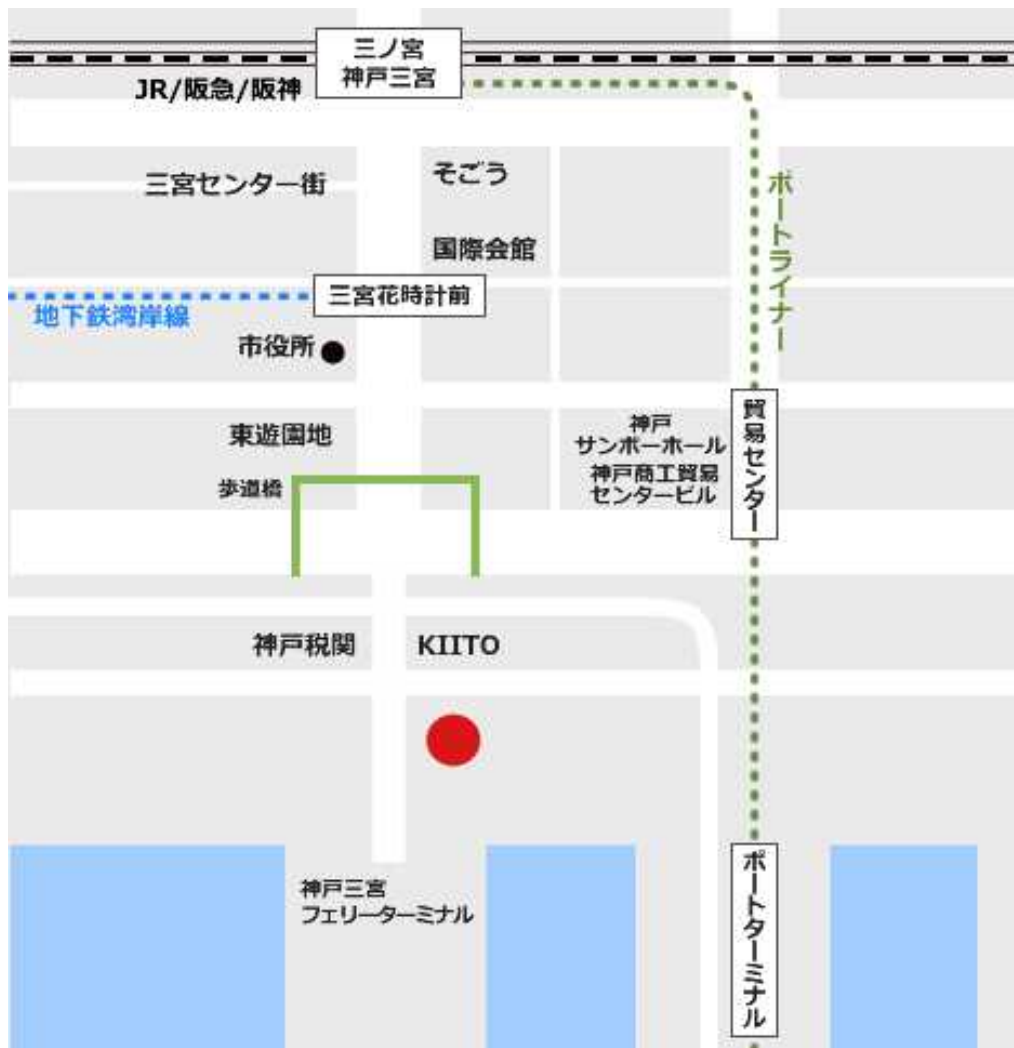 三ノ宮
神戸三宮
JR/阪急/阪神
三宮センター街
そごう
ポートライナー
国際会館
三宮花時計前
地下鉄湾岸線
市役所
東遊園地
神戸
サンボーホール
神戸商工貿易
センタービル
貿易センター
歩道橋
神戸税関
KIITO
神戸三宮
フェリーターミナル
ポートターミナル